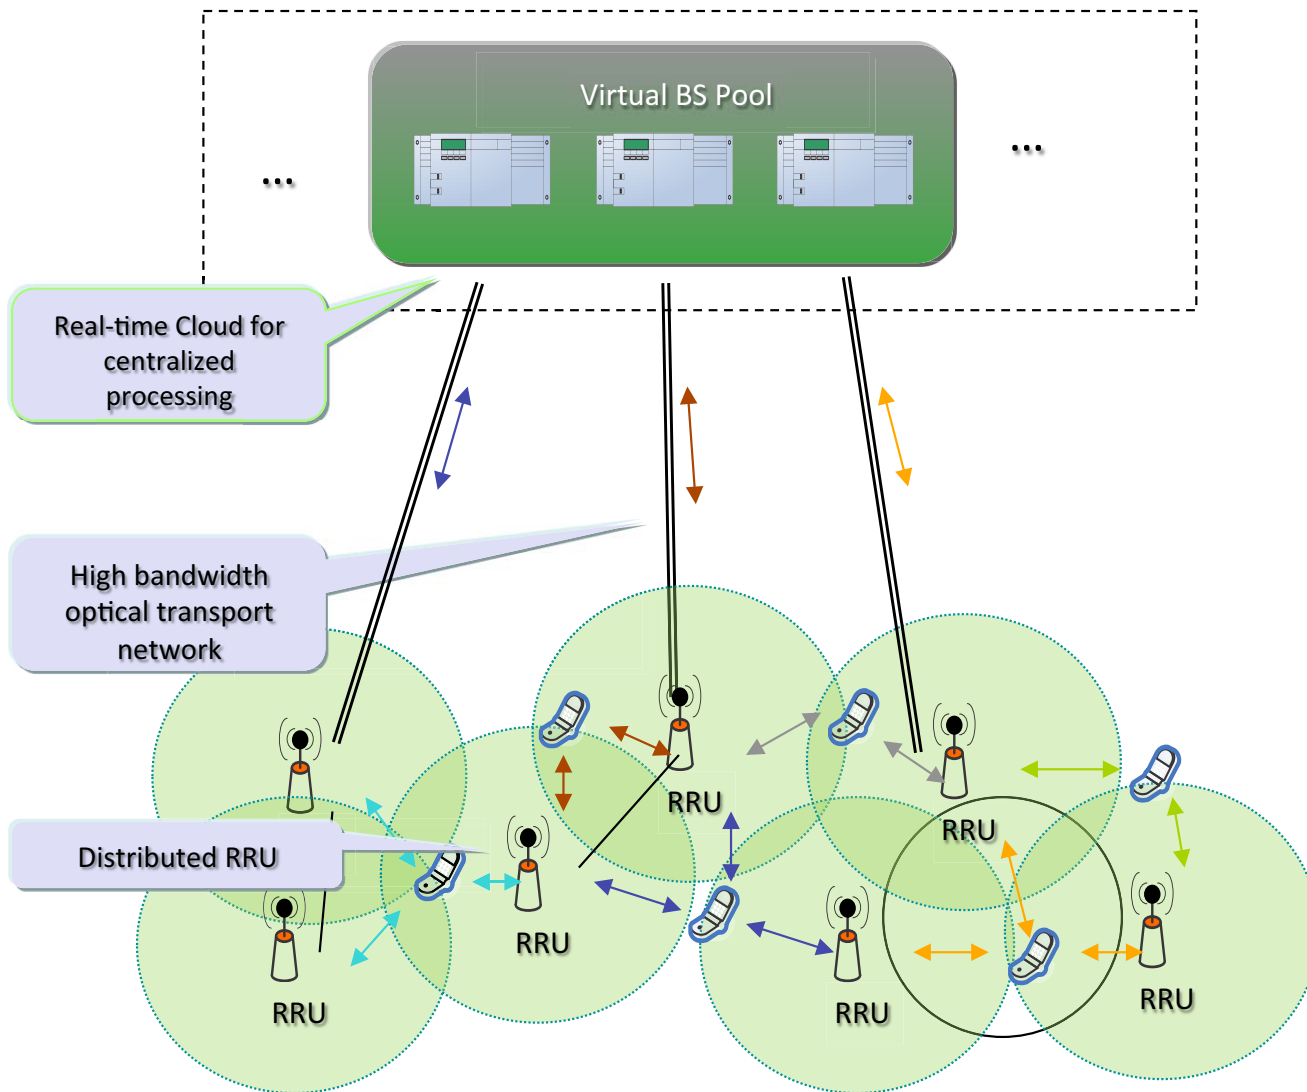 Virtual BS Pool
...
...
Real-time Cloud for
centralized
processing
High bandwidth
optical transport
network
RRU
RRU
Distributed RRU
RRU
RRU
RRU
RRU